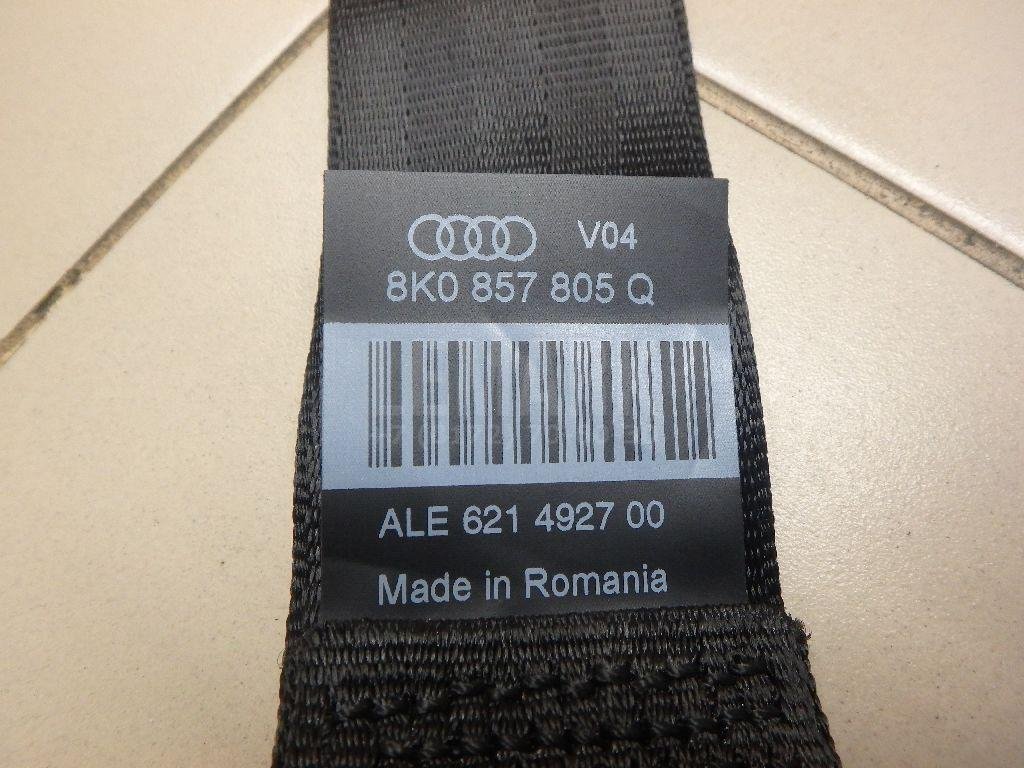 V04
8K0 857 805 Q
ALE 621 4927 00
Made in Romania